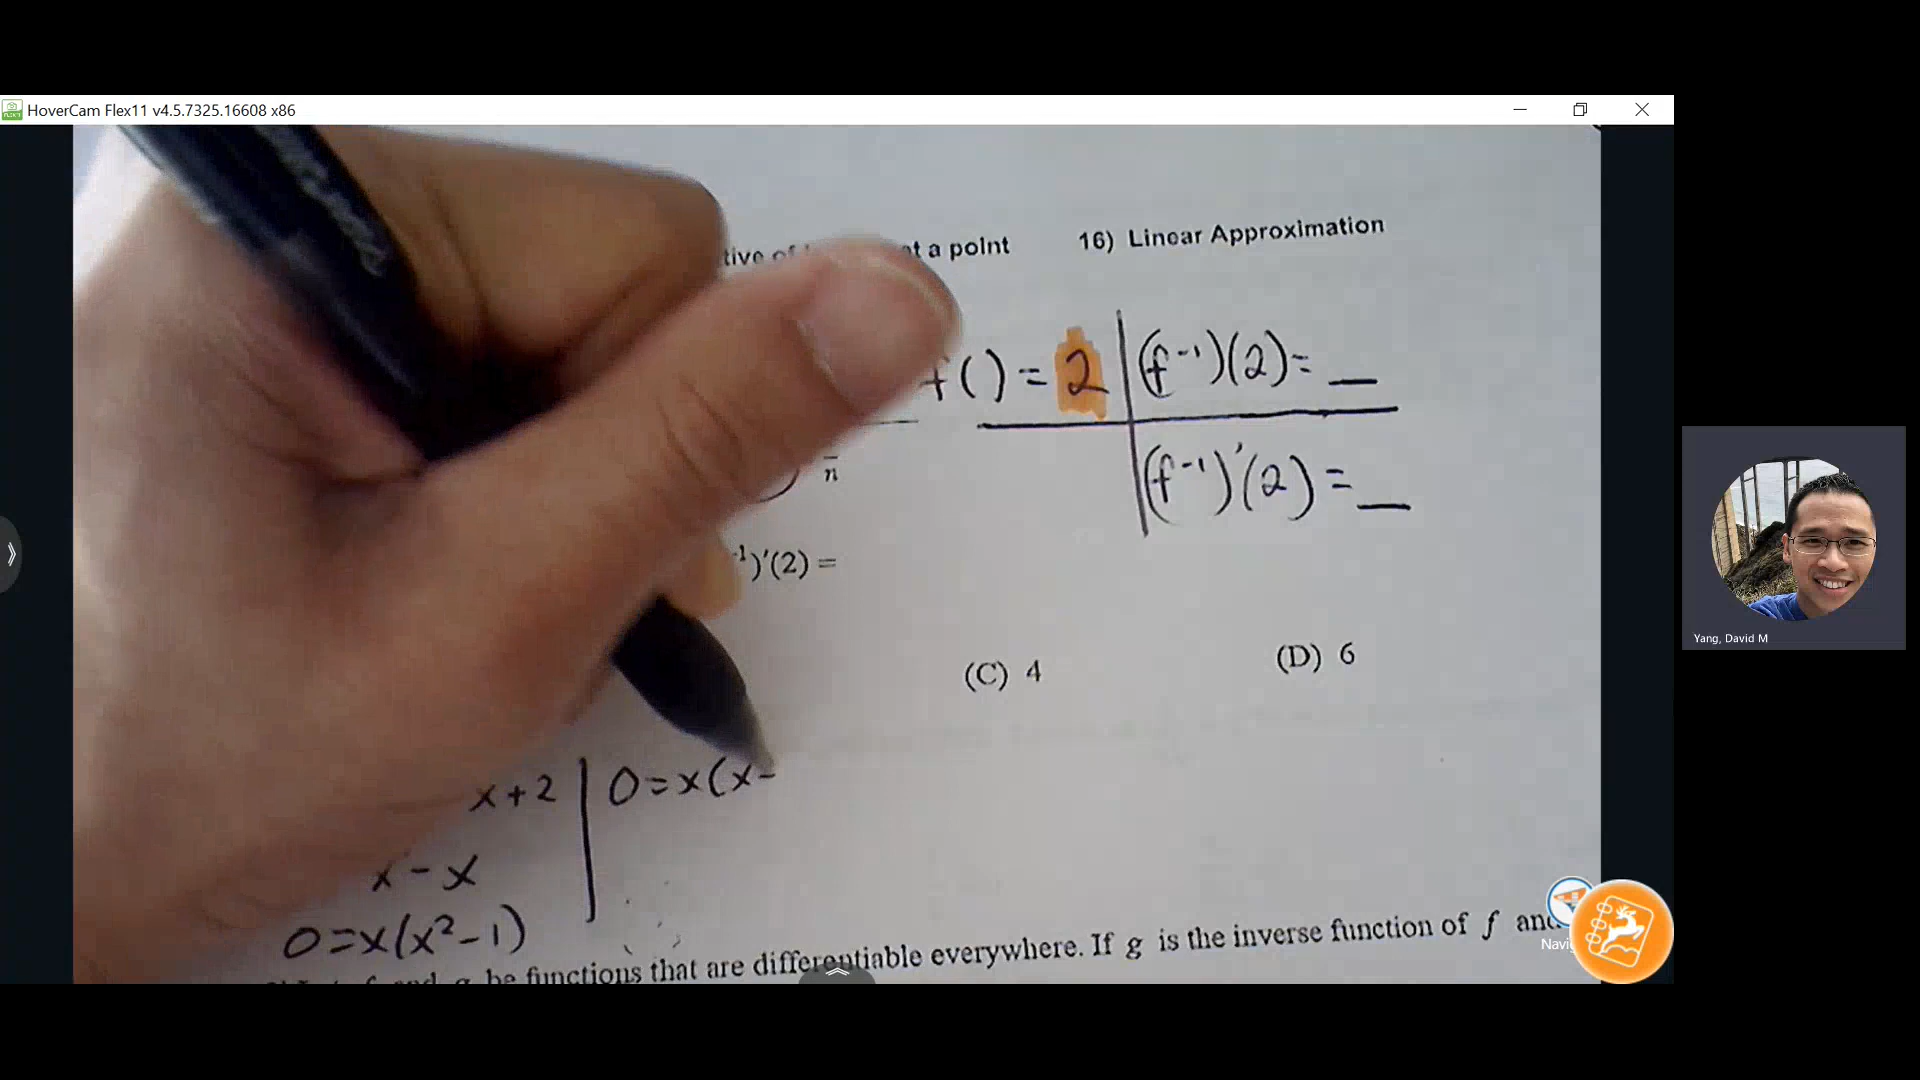 HoverCam Flex11 v4.5.7325.16608 x86
t a point
16) Linear Approximation
( ) = 2 | (f⁻¹)(2) = __
n
(f⁻¹)'(2) = __
⁻¹)'(2) =
(C) 4
(D) 6
x + 2 | 0 = x(x -
x - x
0 = x(x² - 1)
be functions that are differentiable everywhere. If g is the inverse function of f and
Yang, David M